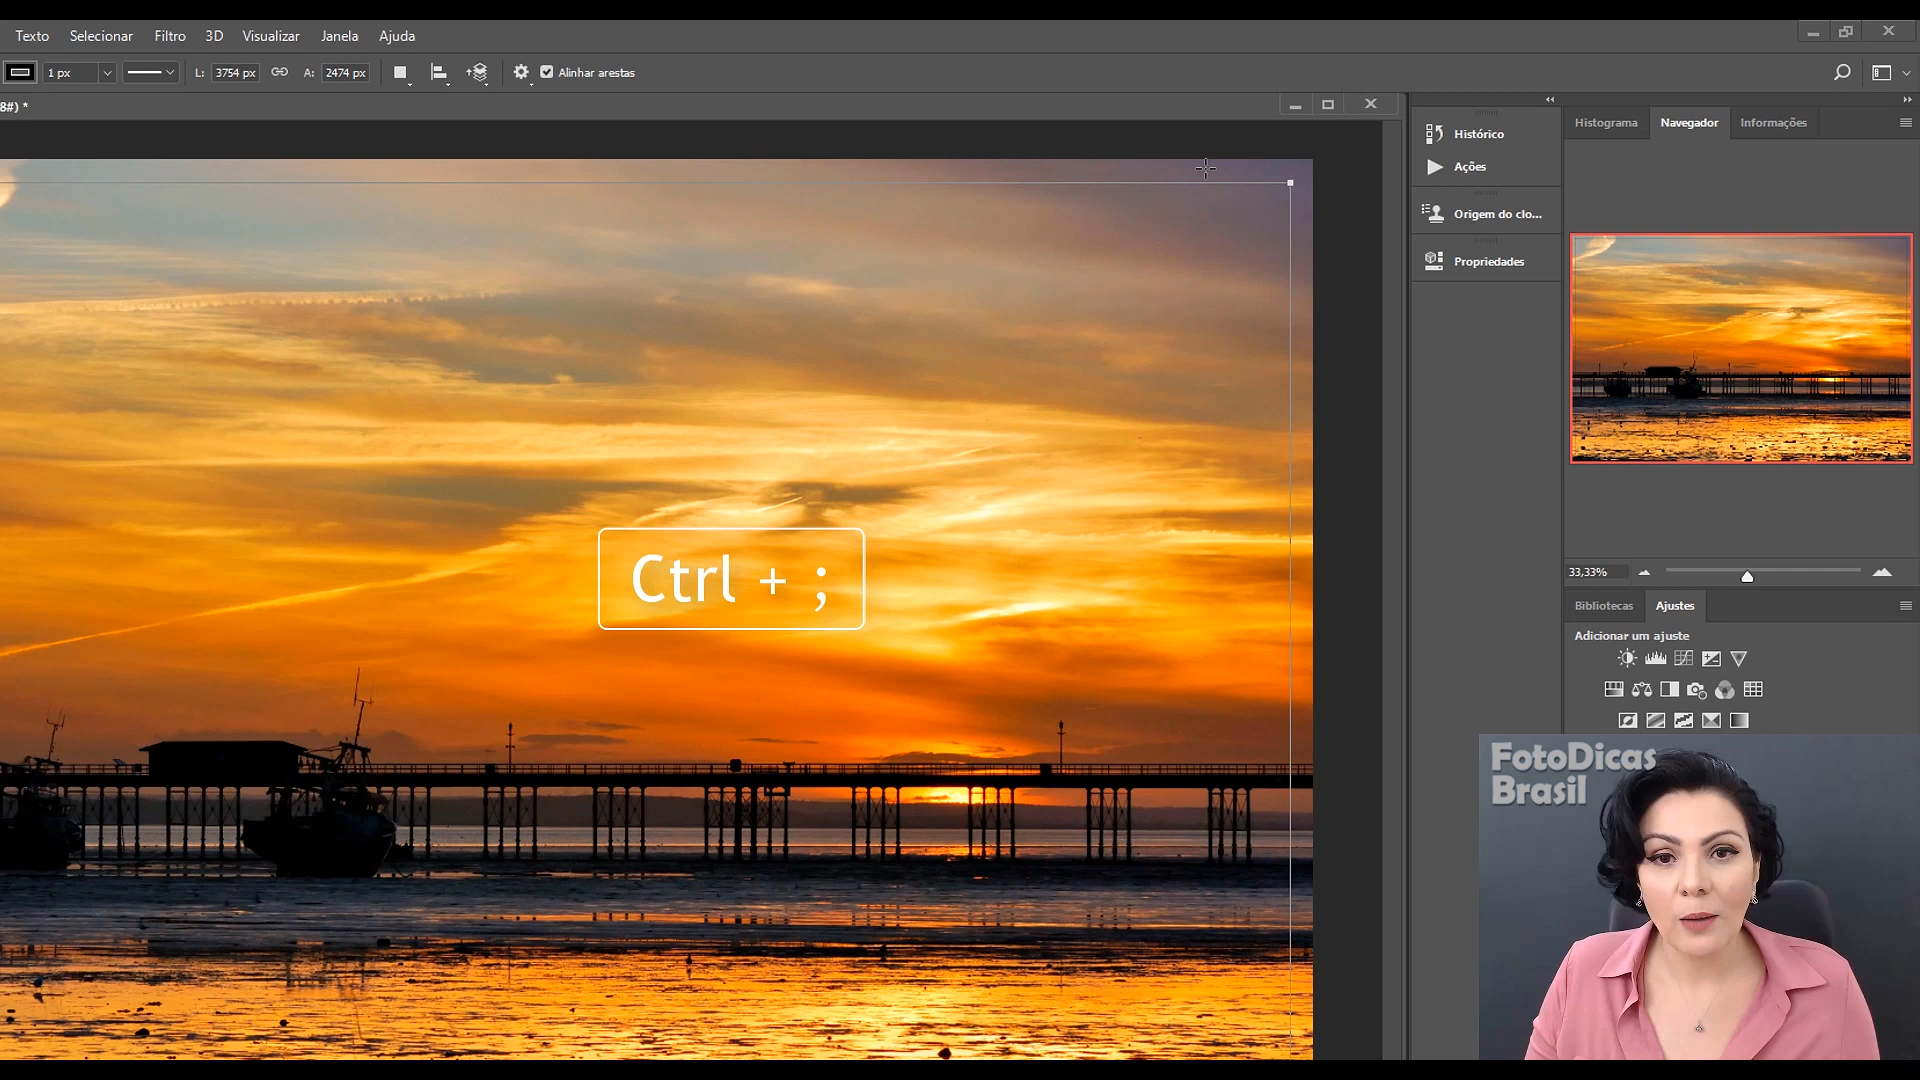 Texto Selecionar Filtro 3D Visualizar Janela Ajuda
1 px L: 3754 px A: 2474 px Alinhar arestas
8#) *
Histórico
Ações
Origem do clo...
Propriedades
Histograma Navegador Informações
33,33%
Bibliotecas Ajustes
Adicionar um ajuste
Ctrl + ;
FotoDicas
Brasil